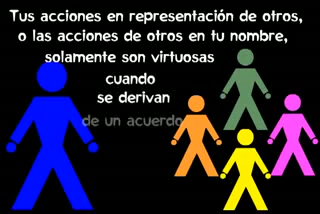 Tus acciones en representación de otros,
o las acciones de otros en tu nombre,
solamente son virtuosas
cuando
se derivan
de un acuerdo